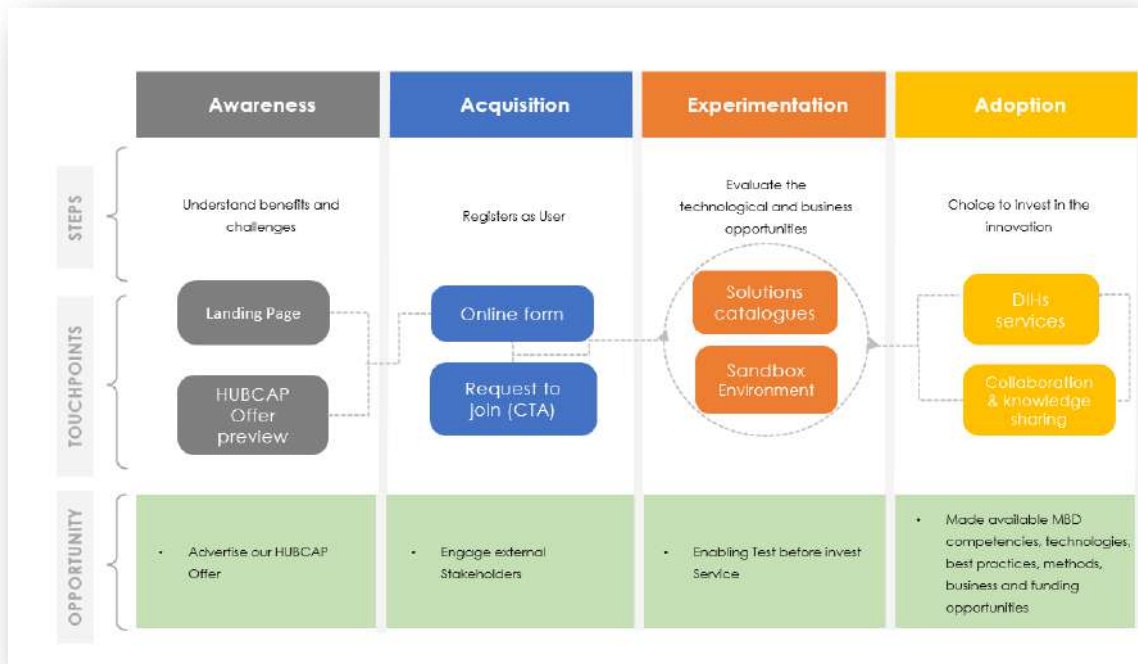 Awareness
Acquisition
Experimentation
Adoption
STEPS
Understand benefits and
challenges
Registers as User
Evaluate the
technological and business
opportunities
Choice to invest in the
innovation
TOUCHPOINTS
Landing Page
HUBCAP
Offer
preview
Online form
Request to
join (CTA)
Solutions
catalogues
Sandbox
Environment
DIHs
services
Collaboration
& knowledge
sharing
OPPORTUNITY
• Advertise our HUBCAP
Offer
• Engage external
Stakeholders
• Enabling Test before invest
Service
• Made available MBD
competencies, technologies,
best practices, methods,
business and funding
opportunities